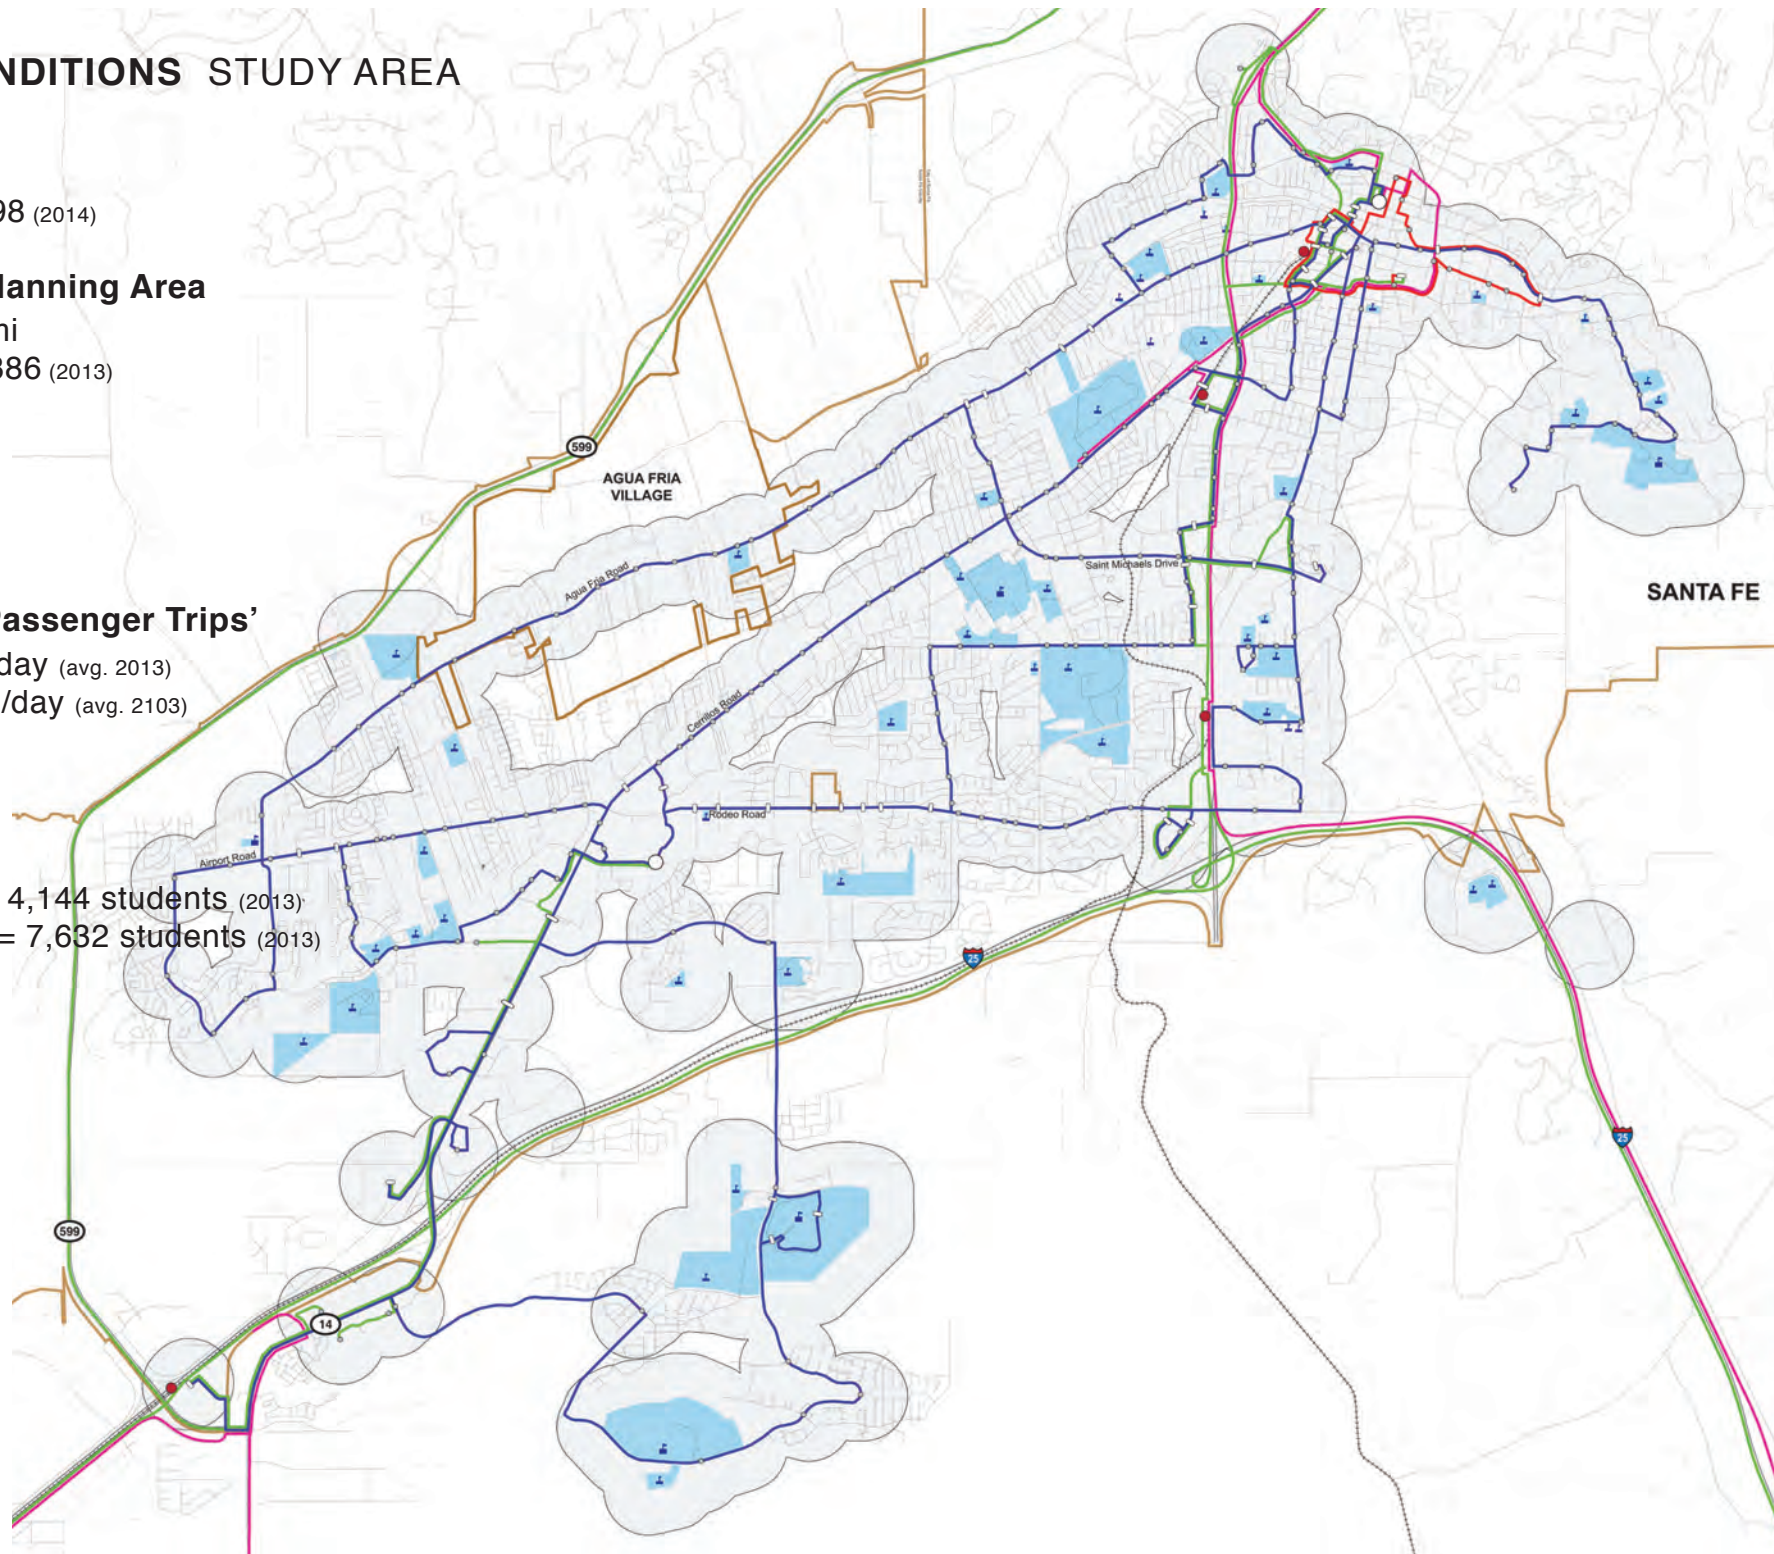 NDITIONS STUDY AREA
98 (2014)
lanning Area
ni
386 (2013)
599
AGUA FRIA
VILLAGE
Agua Fria Road
Saint Michaels Drive
SANTA FE
Passenger Trips’
day (avg. 2013)
/day (avg. 2103)
Cerrillos Road
Rodeo Road
Airport Road
4,144 students (2013)
= 7,632 students (2013)
25
25
599
14